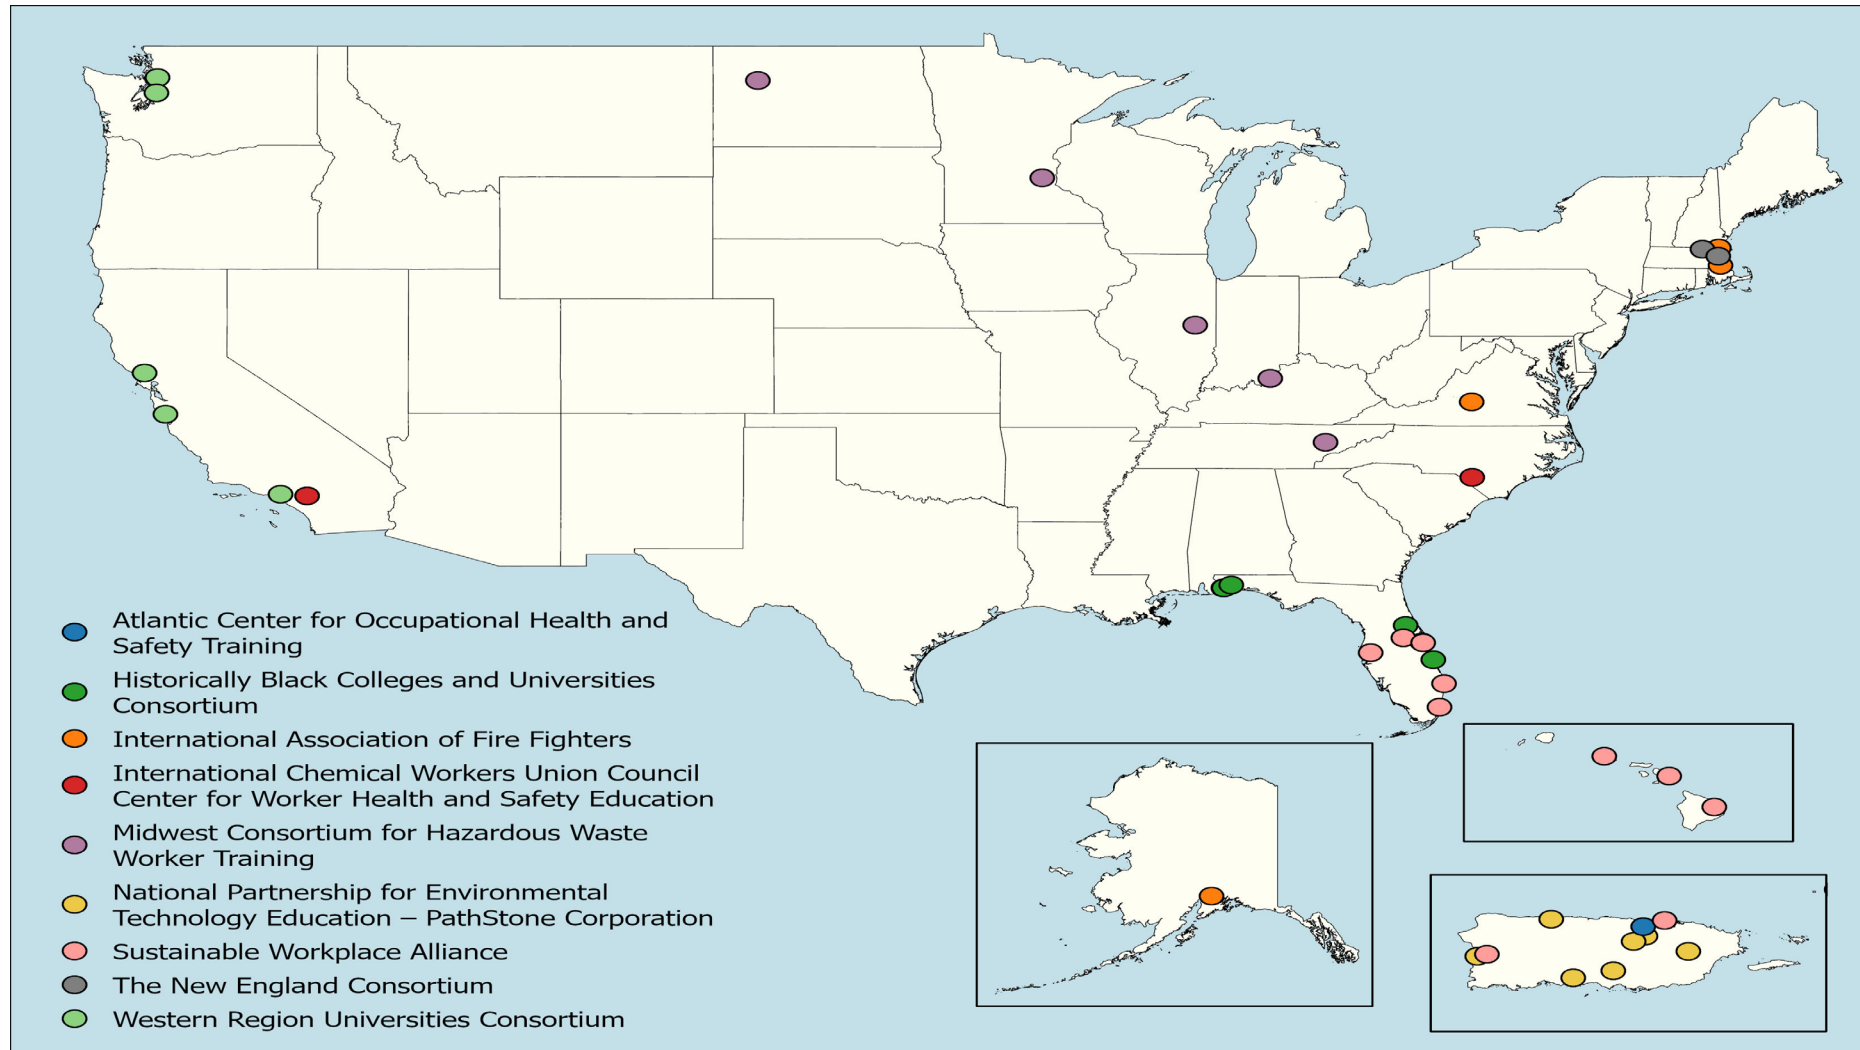 Atlantic Center for Occupational Health and
Safety Training
Historically Black Colleges and Universities
Consortium
International Association of Fire Fighters
International Chemical Workers Union Council
Center for Worker Health and Safety Education
Midwest Consortium for Hazardous Waste
Worker Training
National Partnership for Environmental
Technology Education – PathStone Corporation
Sustainable Workplace Alliance
The New England Consortium
Western Region Universities Consortium